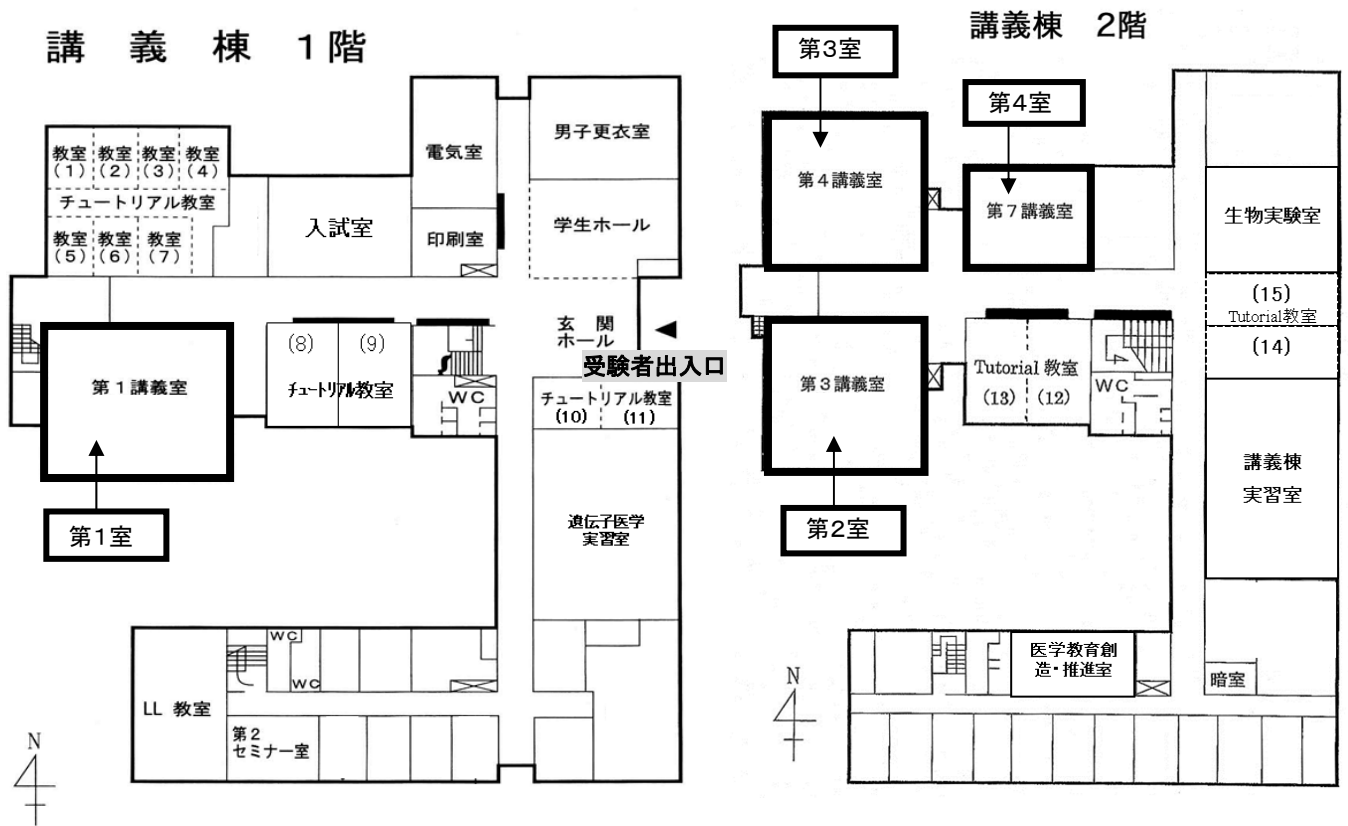 講 義 棟 1階
講義棟 2階
第3室
第4室
男子更衣室
電気室
教室
(1)
教室
(2)
教室
(3)
教室
(4)
チュートリアル教室
教室
(5)
教室
(6)
教室
(7)
入試室
印刷室
学生ホール
玄 関
ホール
受験者出入口
(8)
(9)
チュートリアル教室
WC
第1講義室
第1室
チュートリアル教室
(10)
(11)
遺伝子医学
実習室
WC
WC
LL 教室
第2
セミナー室
N
第4講義室
第7講義室
生物実験室
(15)
Tutorial教室
(14)
第3講義室
Tutorial 教室
(13)
(12)
WC
講義棟
実習室
第2室
医学教育創
造・推進室
暗室
N